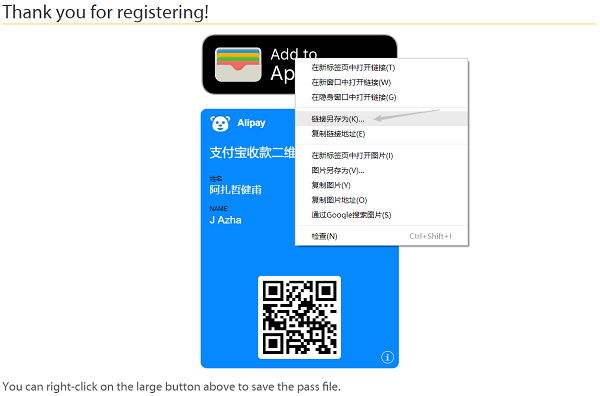 Thank you for registering!
Add to
Ap
在新标签页中打开链接(T)
在新窗口中打开链接(W)
在隐身窗口中打开链接(G)
链接另存为(K)...
复制链接地址(E)
在新标签页中打开图片(I)
图片另存为(V)...
复制图片(Y)
复制图片地址(O)
通过Google搜索图片(S)
检查(N) Ctrl+Shift+I
Alipay
支付宝收款二维
姓名
阿扎哲健甫
NAME
J Azha
You can right-click on the large button above to save the pass file.